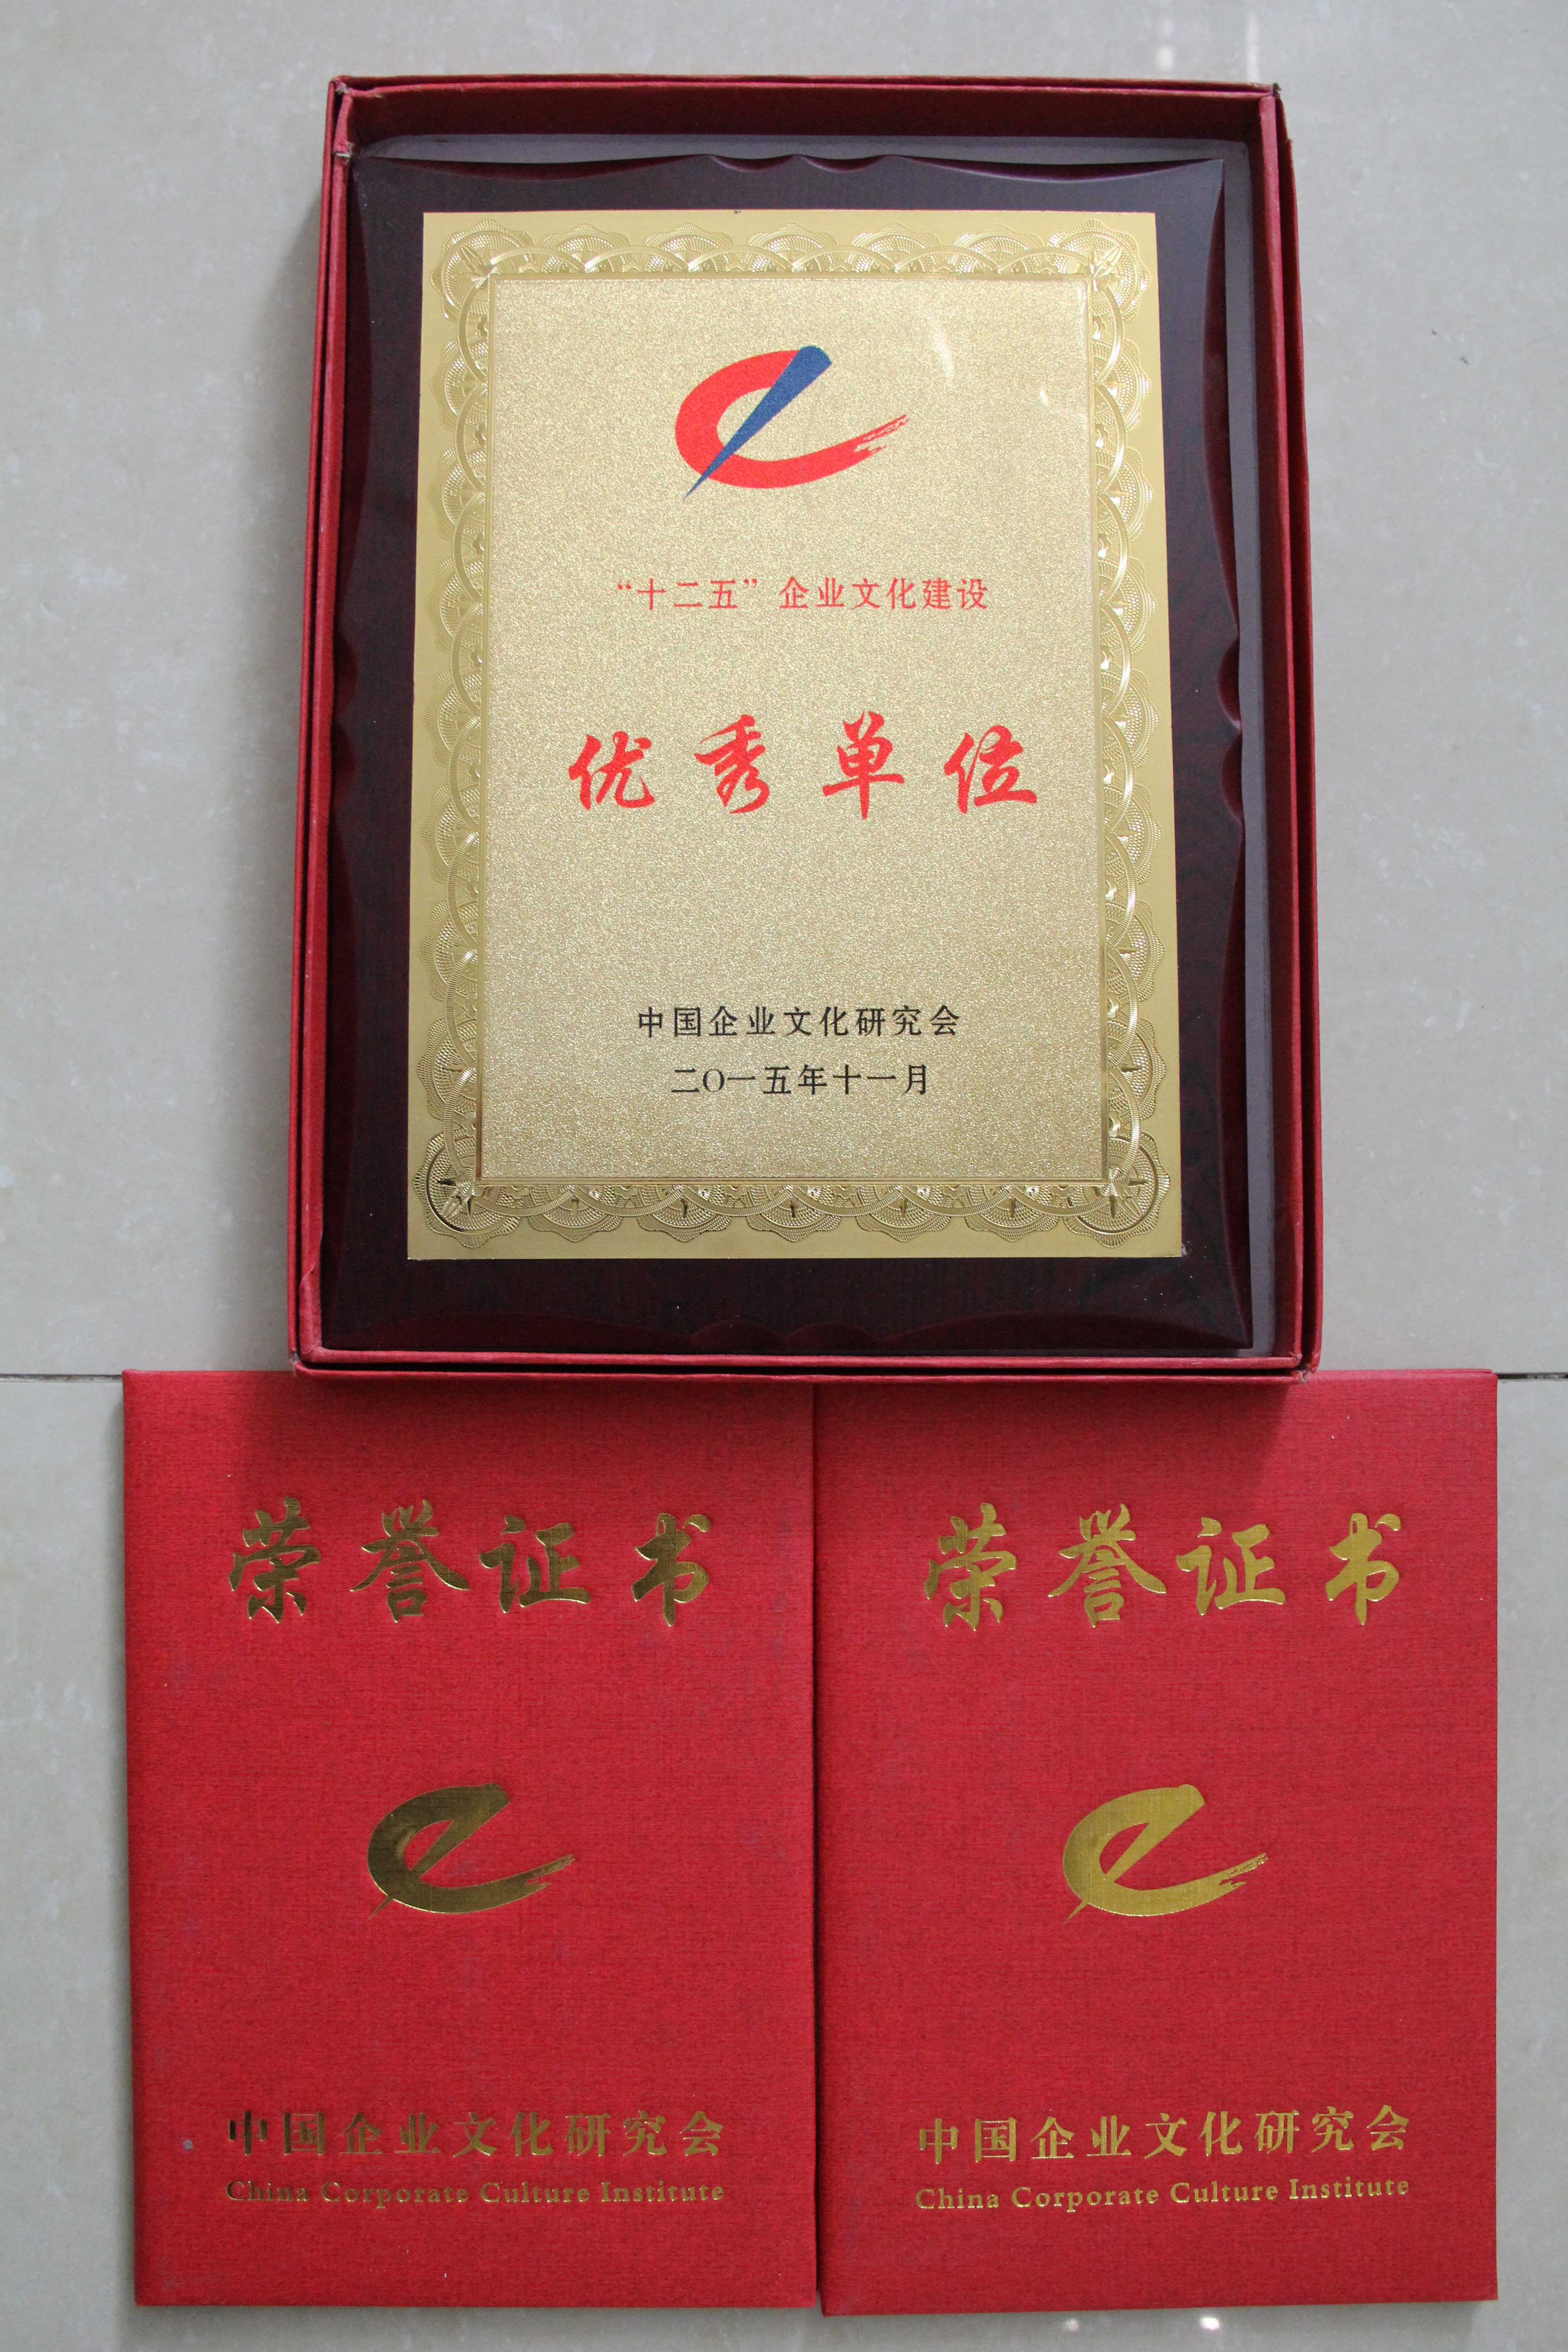 “十二五”企业文化建设
优秀单位
中国企业文化研究会
二〇一五年十一月
荣誉证书
中国企业文化研究会
China Corporate Culture Institute
荣誉证书
中国企业文化研究会
China Corporate Culture Institute